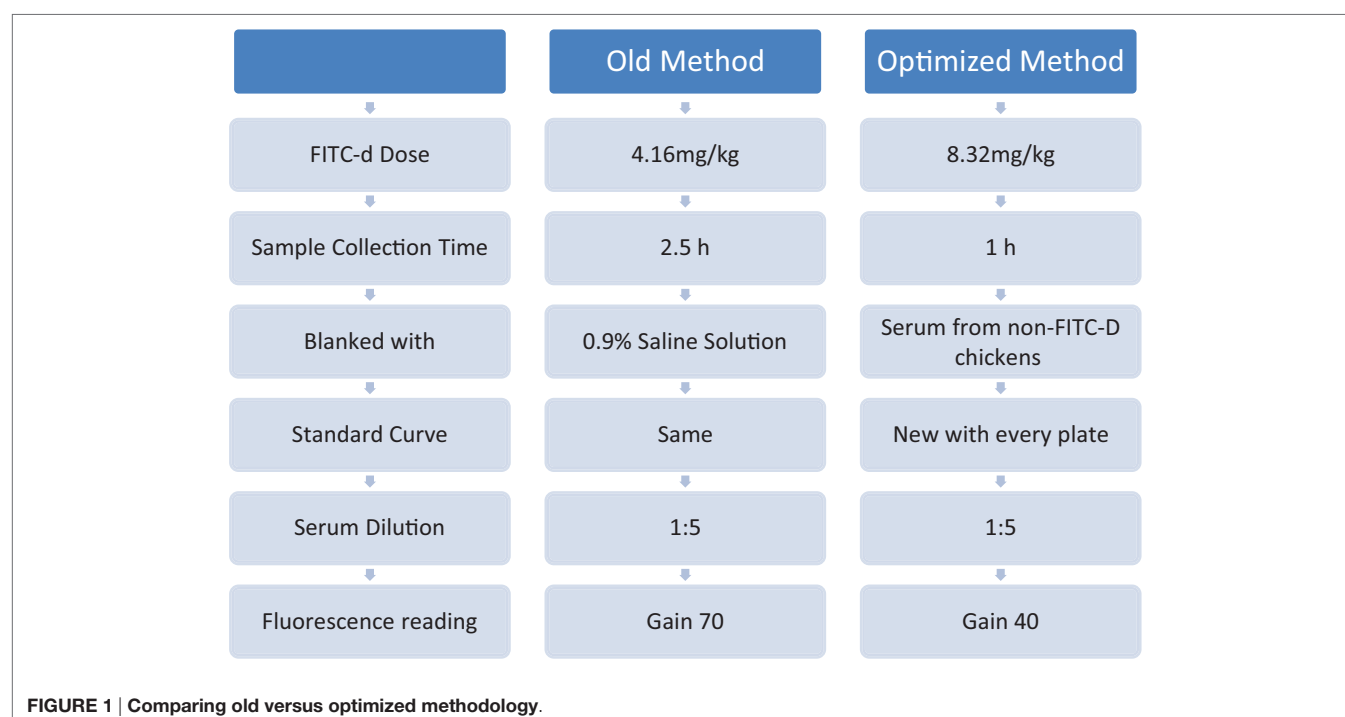 Old Method
Optimized Method
FITC-d Dose
4.16mg/kg
8.32mg/kg
Sample Collection Time
2.5 h
1 h
Blanked with
0.9% Saline Solution
Serum from non-FITC-D
chickens
Standard Curve
Same
New with every plate
Serum Dilution
1:5
1:5
Fluorescence reading
Gain 70
Gain 40
FIGURE 1 | Comparing old versus optimized methodology.